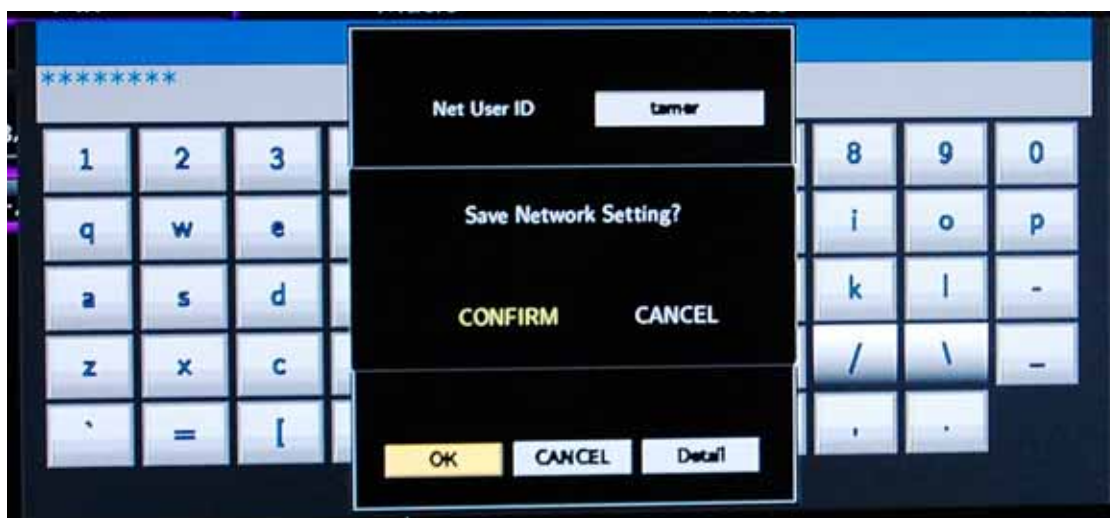 ********
Net User ID tamer
1 2 3 8 9 0
Save Network Setting?
q w e i o p
a s d k l -
CONFIRM CANCEL
z x c / \ _
` = [ , .
OK CANCEL Detail